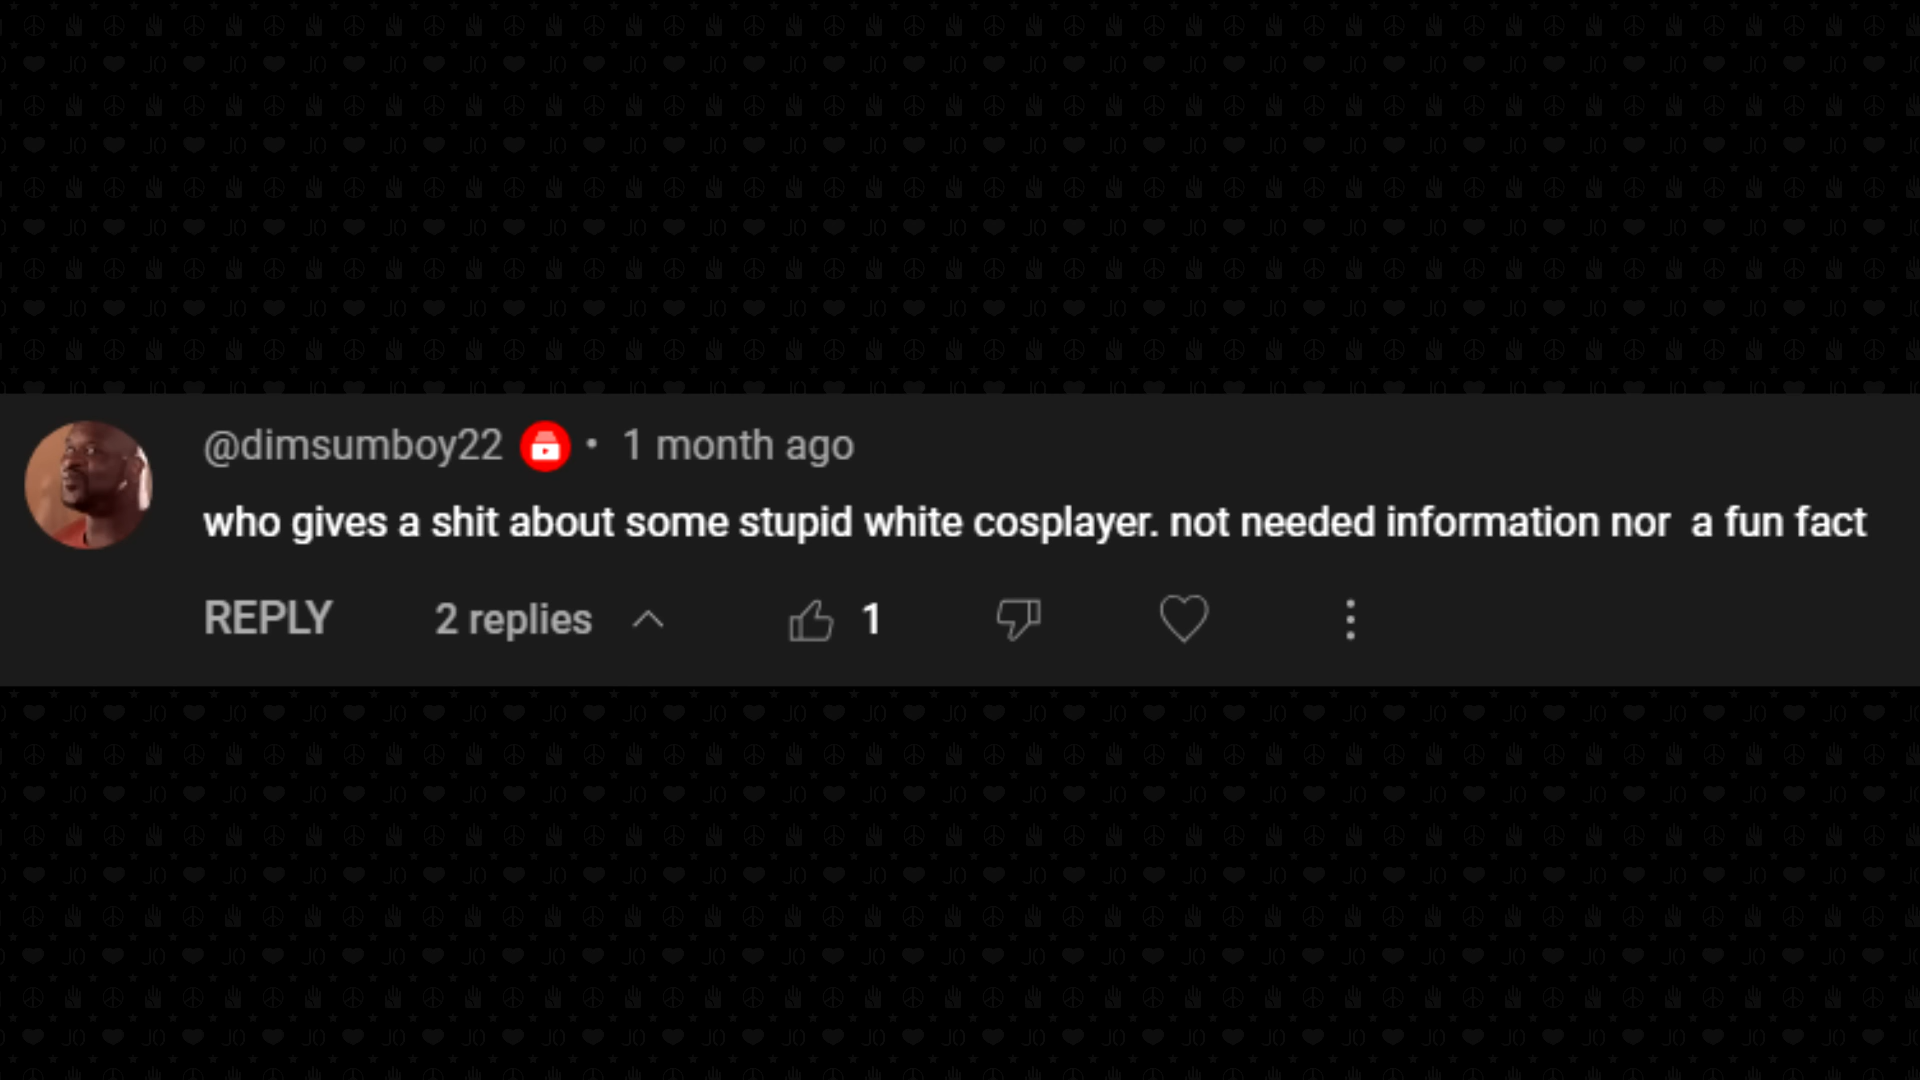 @dimsumboy22 • 1 month ago
who gives a shit about some stupid white cosplayer. not needed information nor  a fun fact
REPLY 2 replies 1